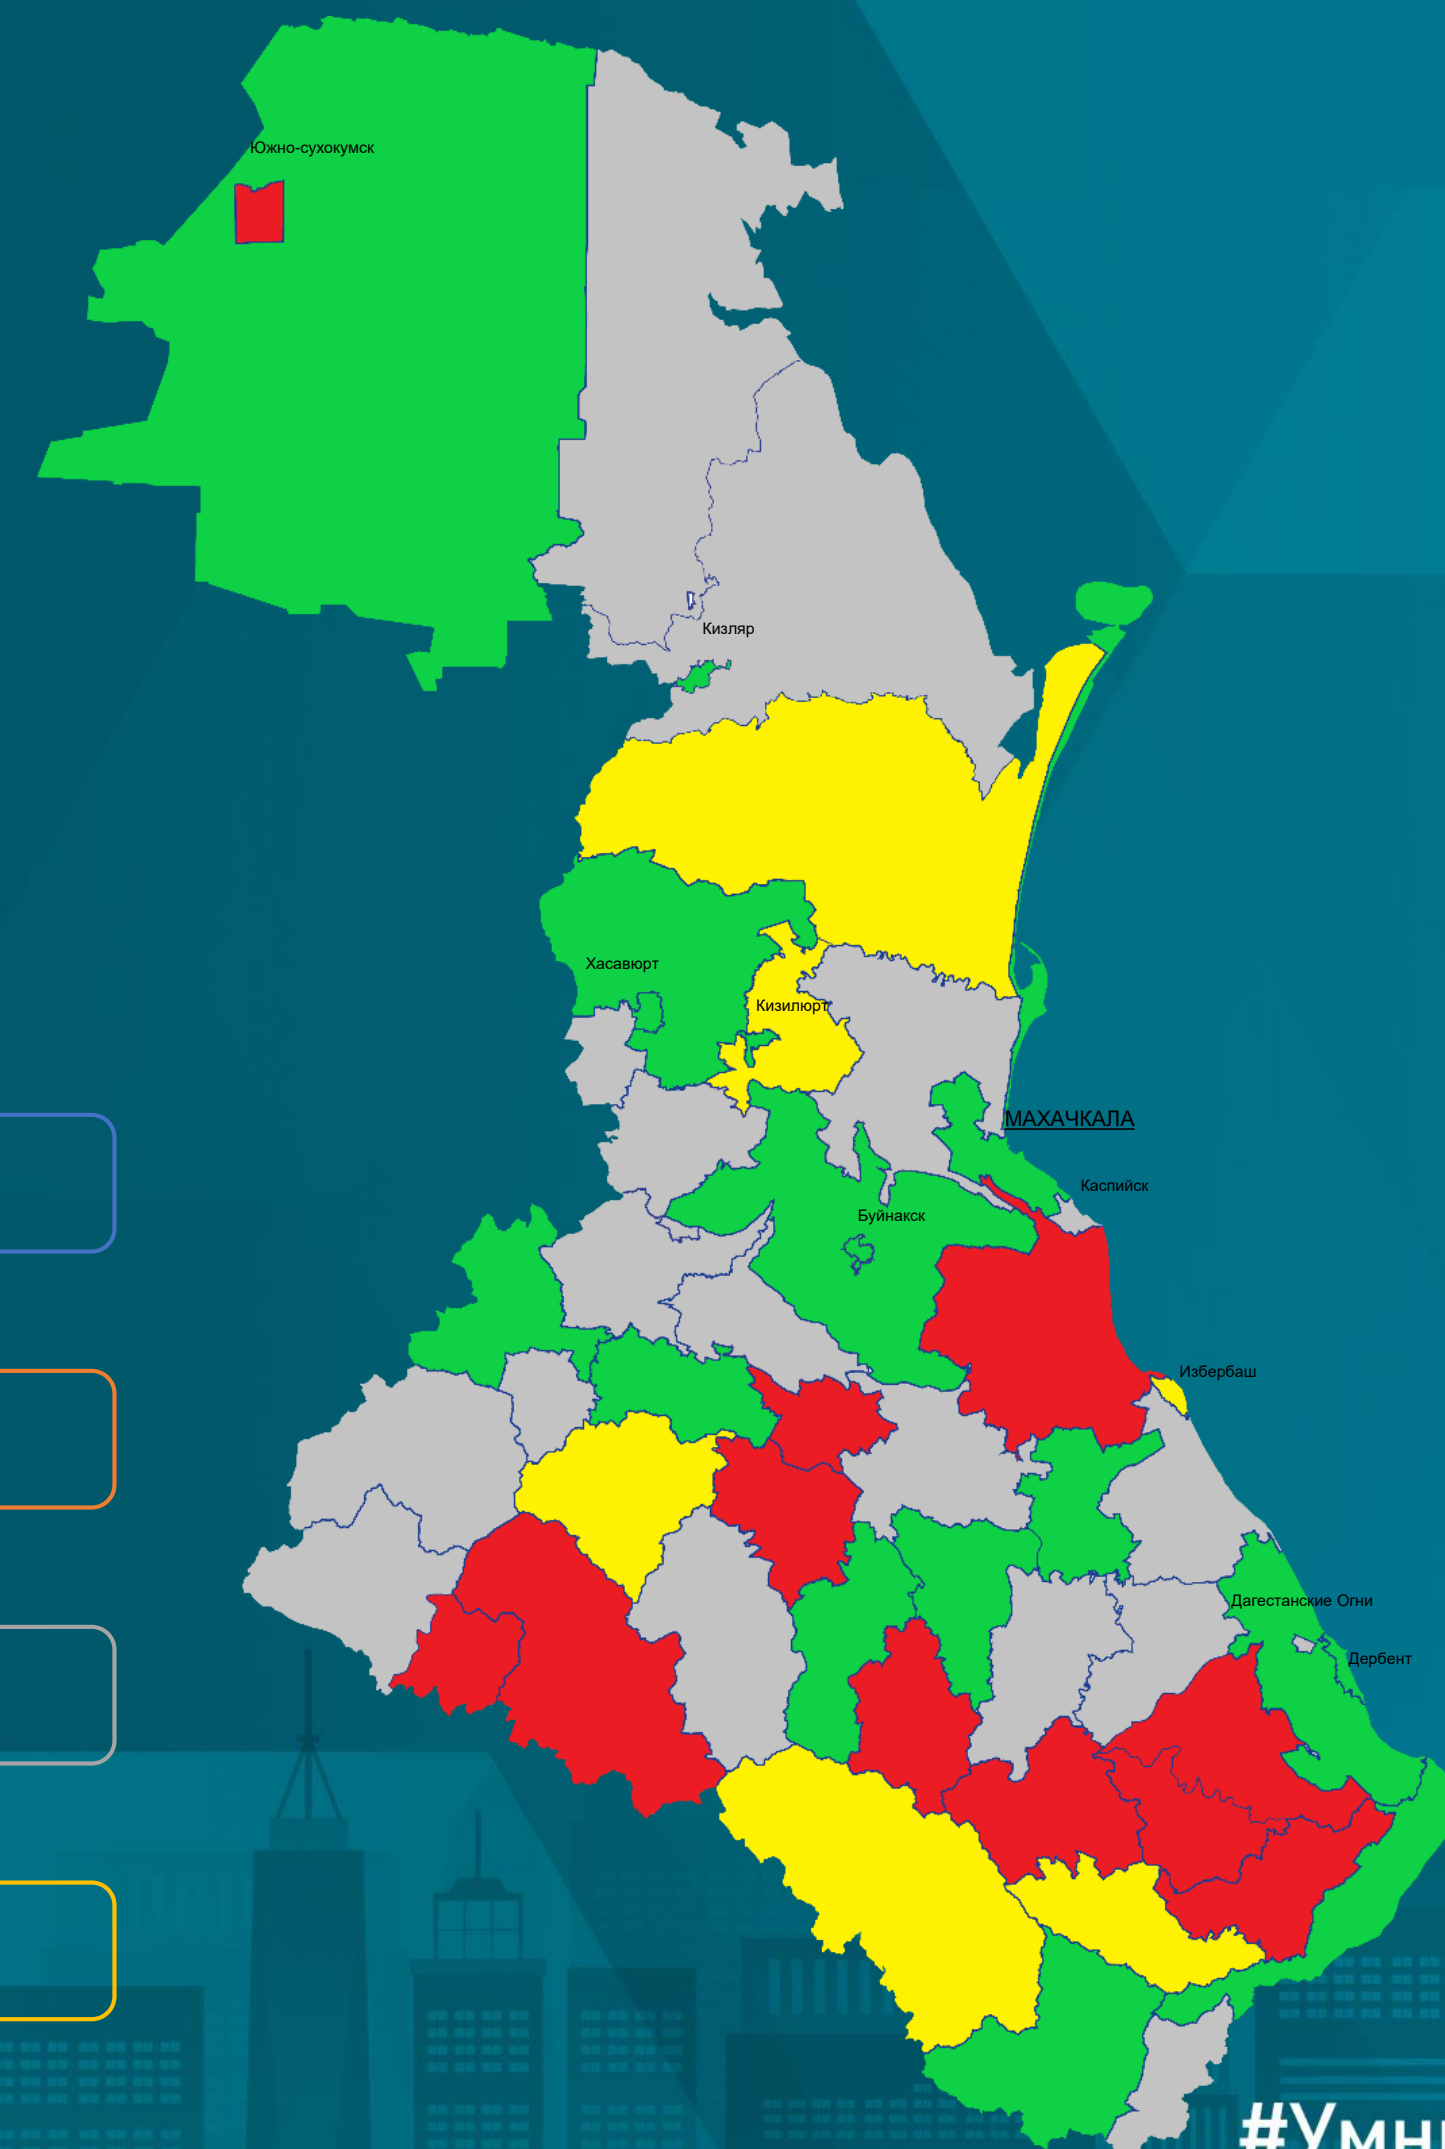 Южно-сухокумск
Кизляр
Хасавюрт
Кизилюрт
МАХАЧКАЛА
Каспийск
Буйнакск
Избербаш
Дагестанские Огни
Дербент